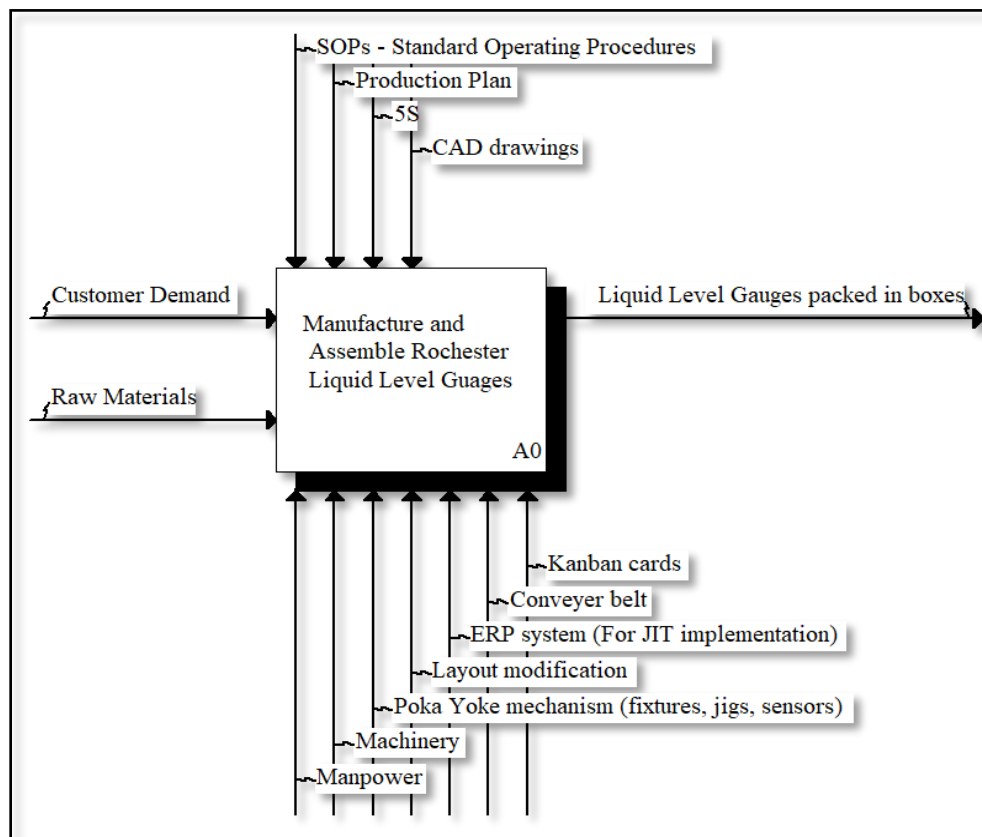 SOPs - Standard Operating Procedures
Production Plan
5S
CAD drawings
Customer Demand
Liquid Level Gauges packed in boxes
Manufacture and
Assemble Rochester
Liquid Level Guages
Raw Materials
A0
Kanban cards
Conveyer belt
ERP system (For JIT implementation)
Layout modification
Poka Yoke mechanism (fixtures, jigs, sensors)
Machinery
Manpower